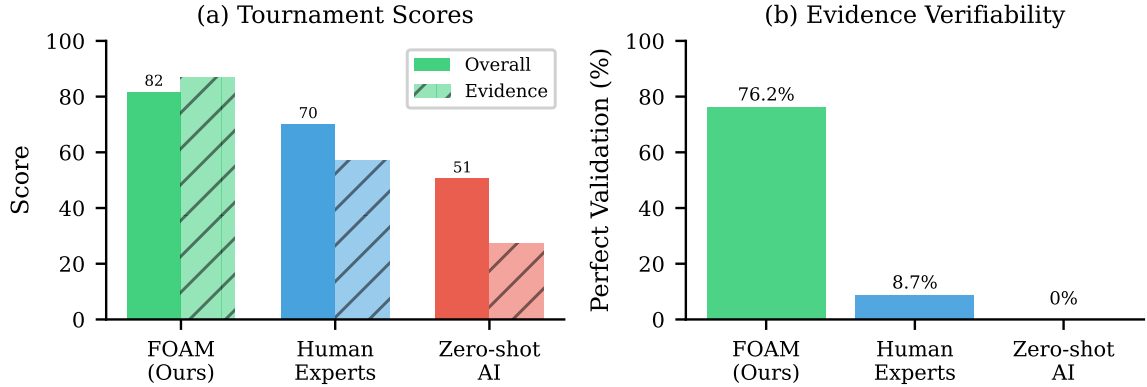 (a) Tournament Scores
Score
100
80
60
40
20
0
82
70
51
Overall
Evidence
FOAM
(Ours)
Human
Experts
Zero-shot
AI
(b) Evidence Verifiability
Perfect Validation (%)
100
80
60
40
20
0
76.2%
8.7%
0%
FOAM
(Ours)
Human
Experts
Zero-shot
AI